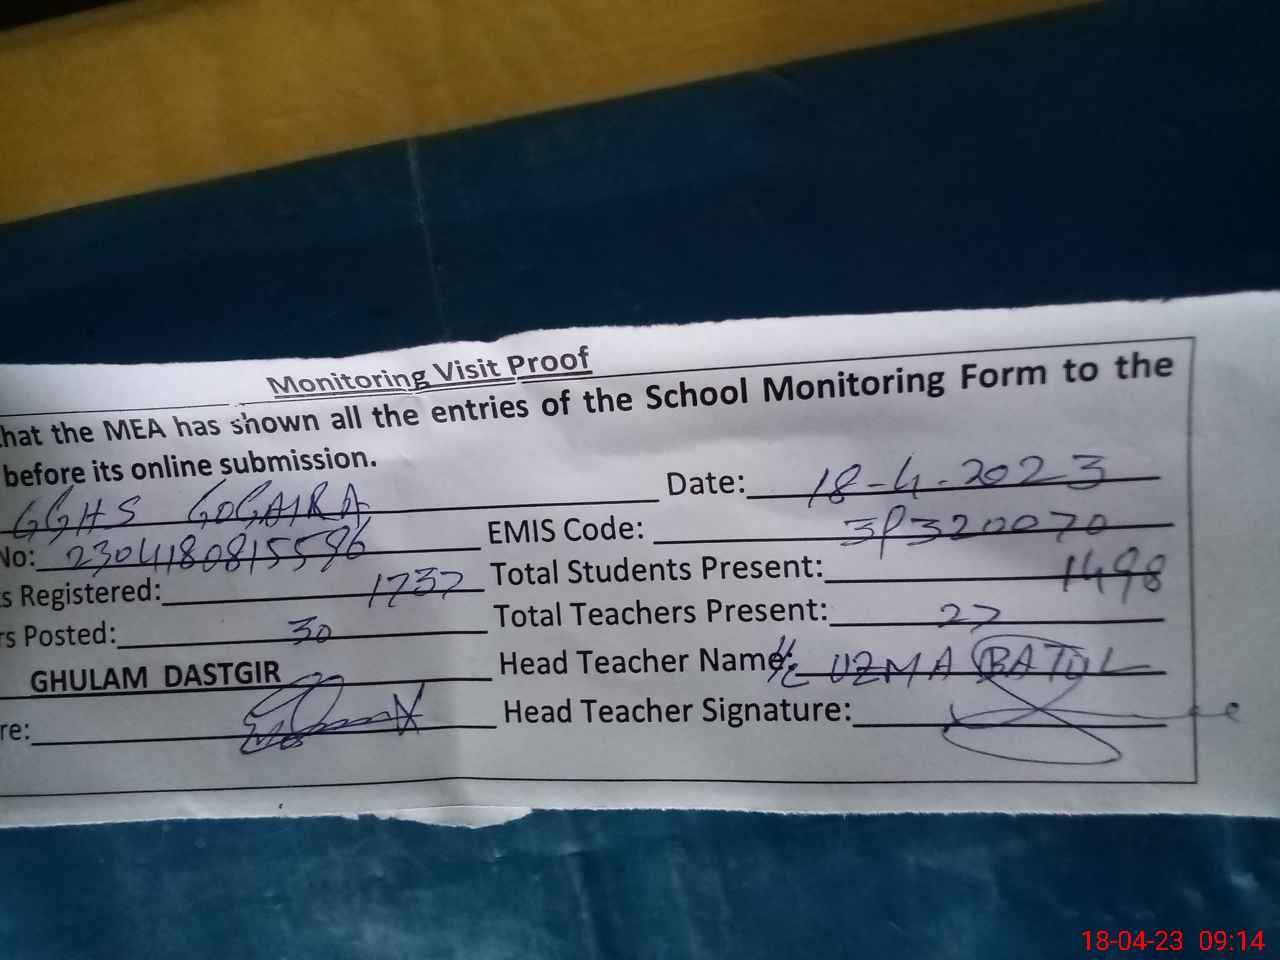 Monitoring Visit Proof
that the MEA has shown all the entries of the School Monitoring Form to the
before its online submission.
GGHS GOGAIRA Date: 18-4-2023
No: 2304180815596 EMIS Code: 39320070
s Registered: 1737 Total Students Present: 1498
rs Posted: 30 Total Teachers Present: 27
GHULAM DASTGIR Head Teacher Name: UZMA BATUL
re: Head Teacher Signature:
18-04-23 09:14